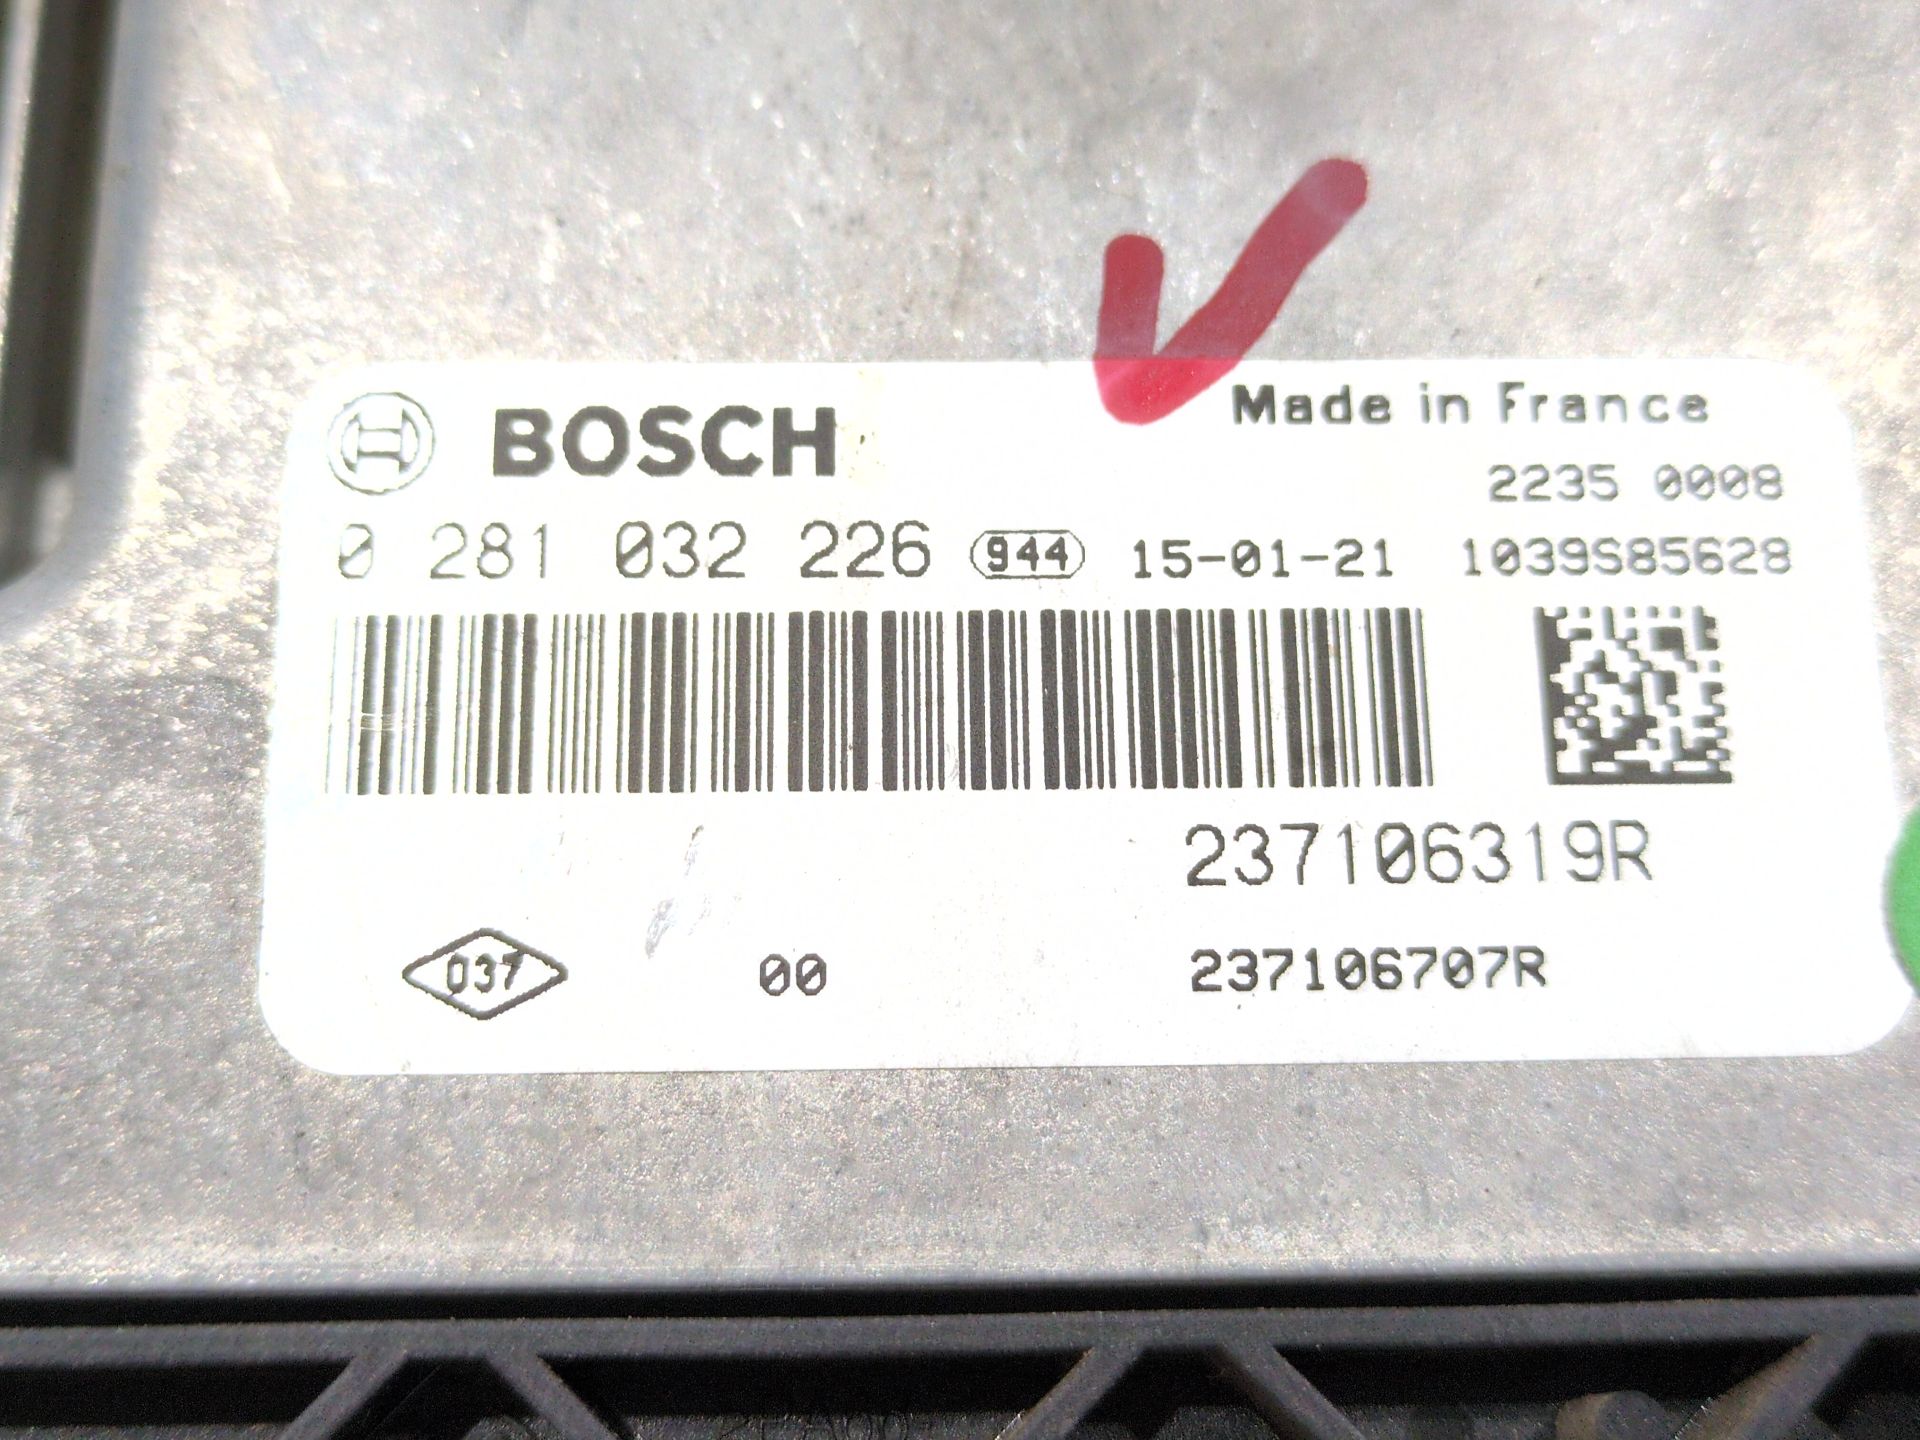 BOSCH
Made in France
2235 0008
0 281 032 226 944 15-01-21 1039S85628
237106319R
037 00 237106707R